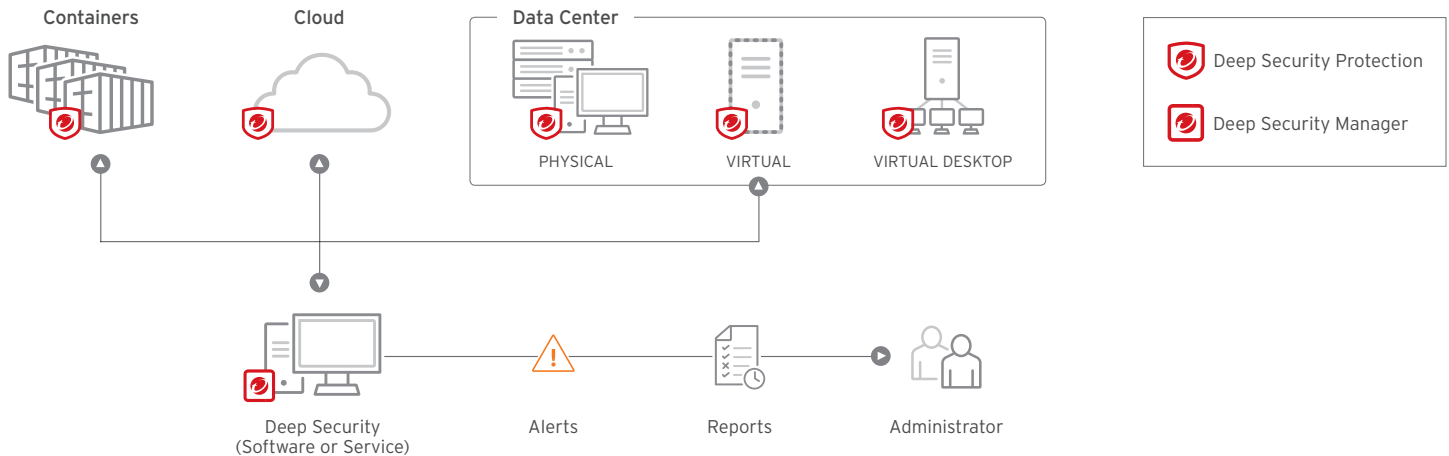 Containers
Cloud
Data Center
PHYSICAL
VIRTUAL
VIRTUAL DESKTOP
Deep Security Protection
Deep Security Manager
Deep Security
(Software or Service)
Alerts
Reports
Administrator